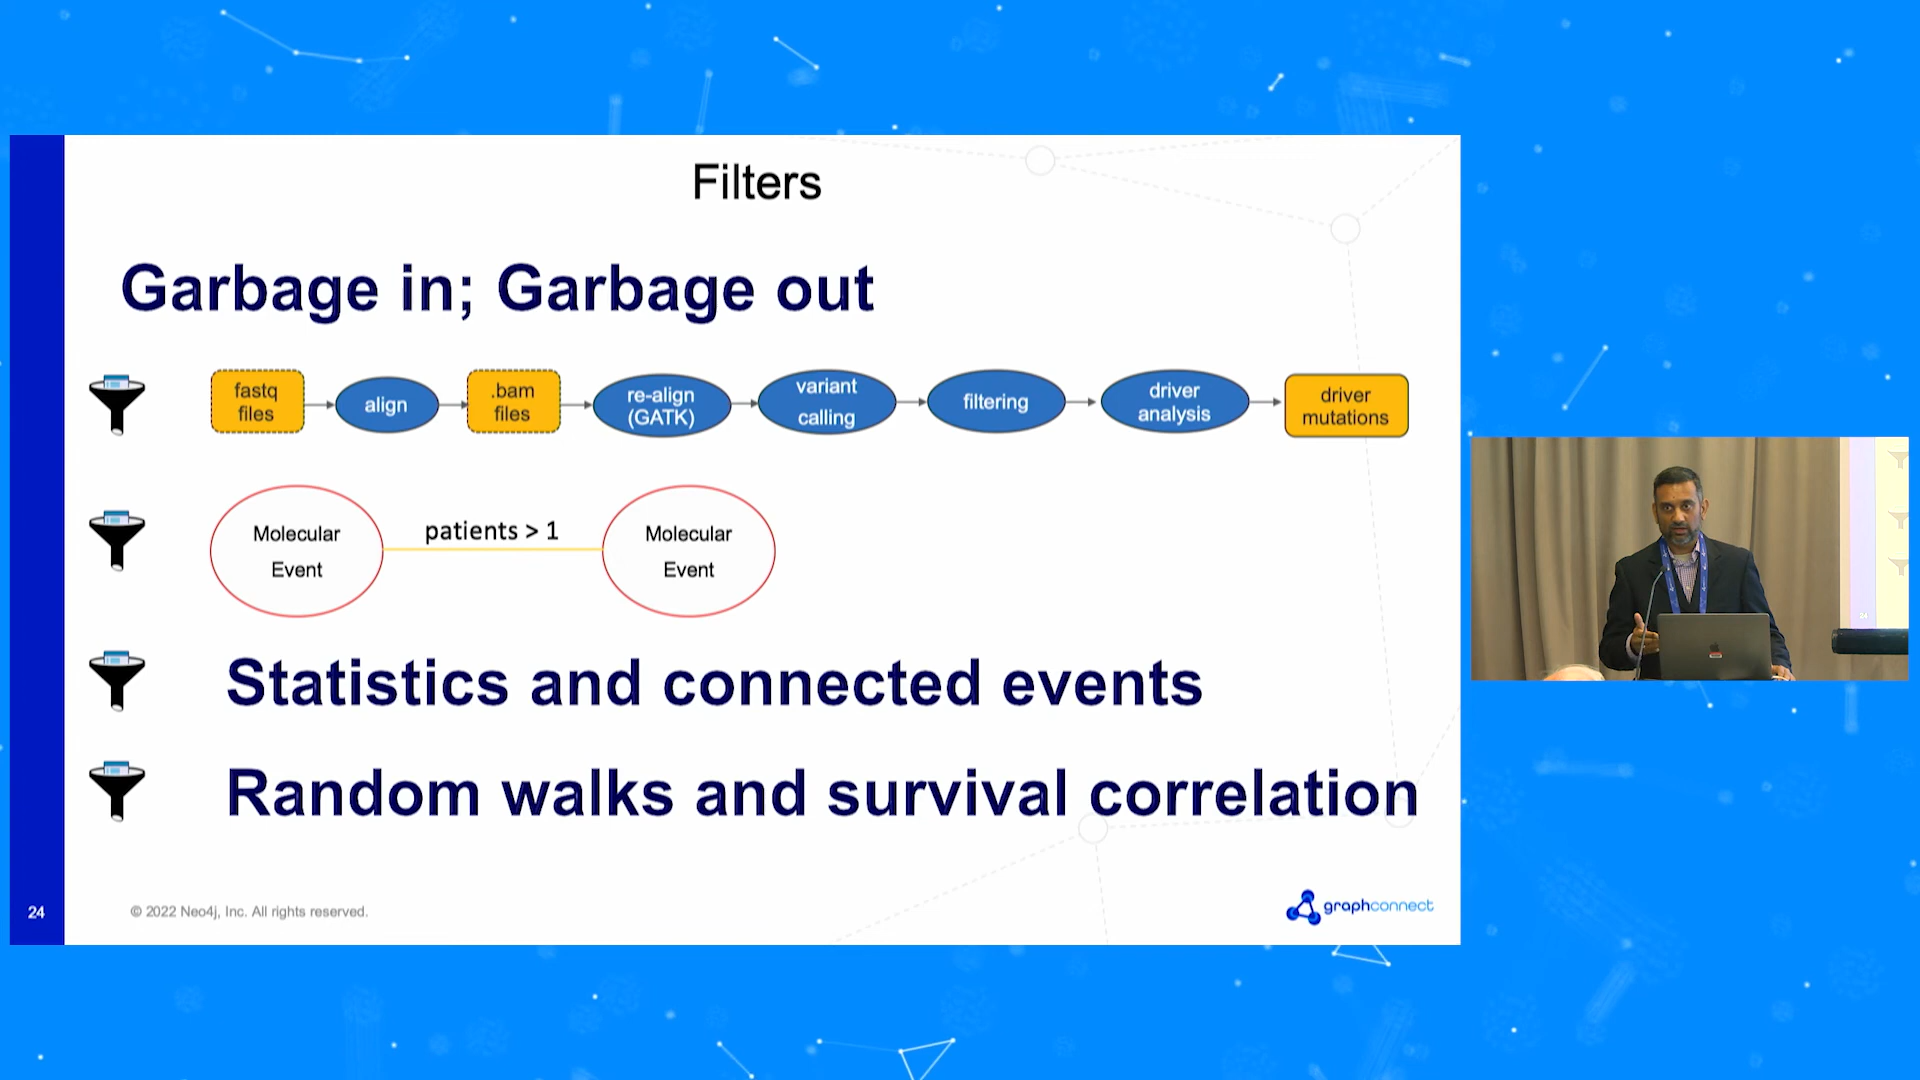 Filters
Garbage in; Garbage out
fastq
files
align
.bam
files
re-align
(GATK)
variant
calling
filtering
driver
analysis
driver
mutations
Molecular
Event
patients > 1
Molecular
Event
Statistics and connected events
Random walks and survival correlation
24
© 2022 Neo4j, Inc. All rights reserved.
graphconnect